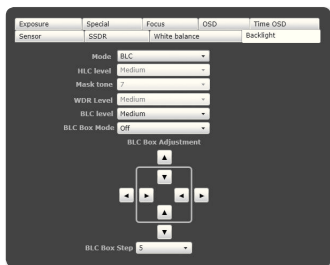 Exposure Special Focus OSD Time OSD
Sensor SSDR White balance Backlight
Mode BLC
HLC level Medium
Mask tone 7
WDR Level Medium
BLC level Medium
BLC Box Mode Off
BLC Box Adjustment
BLC Box Step 5